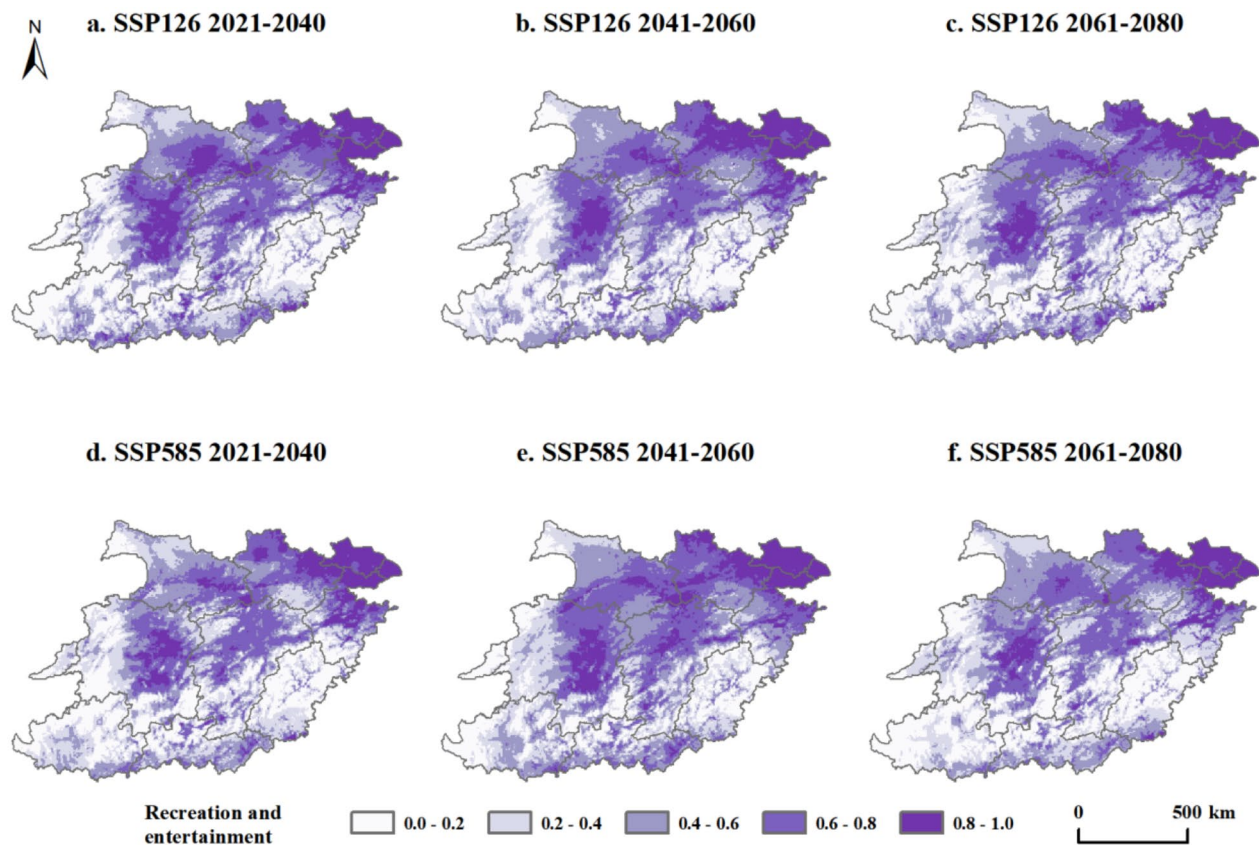 a. SSP126 2021-2040
b. SSP126 2041-2060
c. SSP126 2061-2080
N
d. SSP585 2021-2040
e. SSP585 2041-2060
f. SSP585 2061-2080
Recreation and
entertainment
0.0 - 0.2
0.2 - 0.4
0.4 - 0.6
0.6 - 0.8
0.8 - 1.0
0 500 km